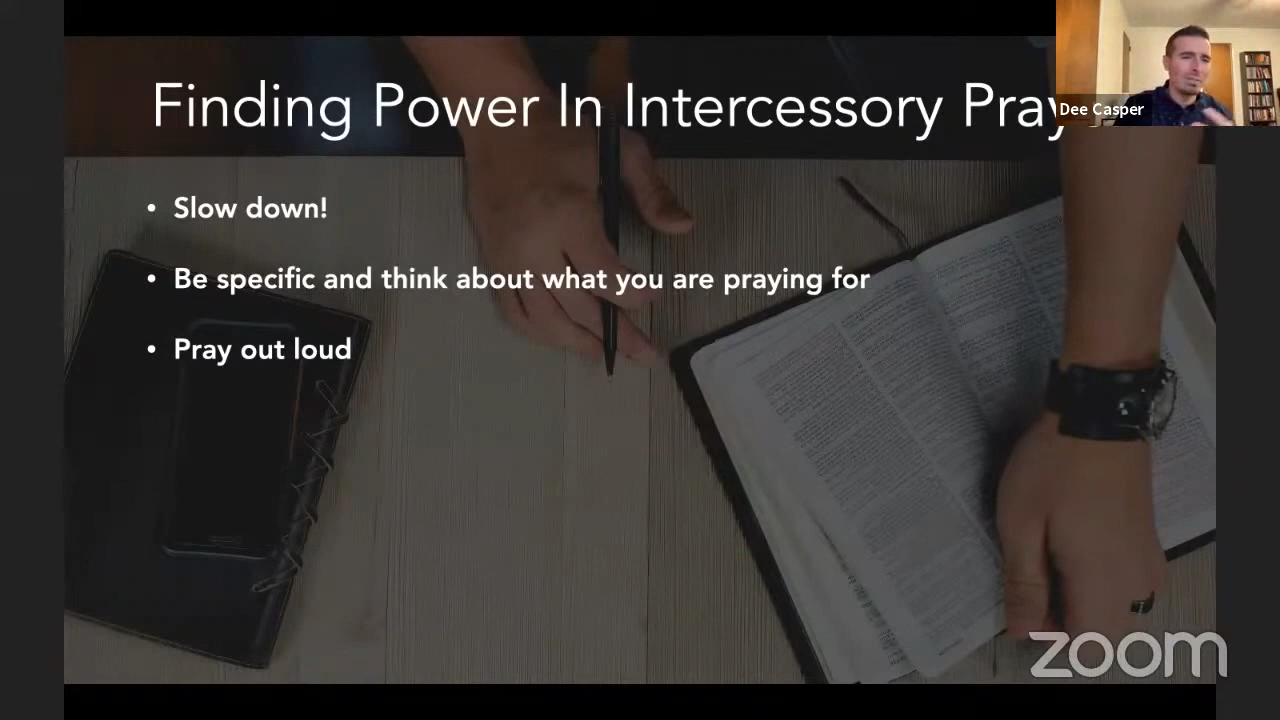 Finding Power In Intercessory Pray
Dee Casper
• Slow down!
• Be specific and think about what you are praying for
• Pray out loud
zoom